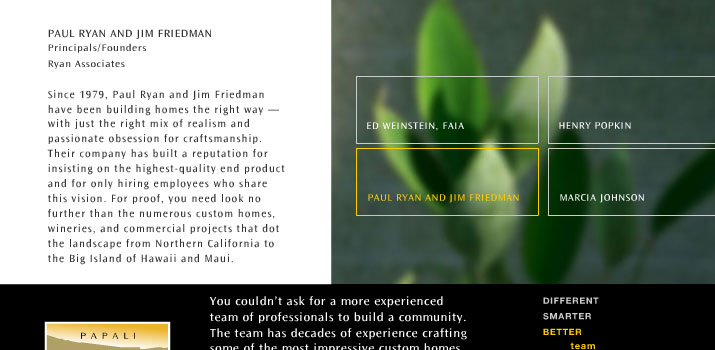 PAUL RYAN AND JIM FRIEDMAN
Principals/Founders
Ryan Associates
Since 1979, Paul Ryan and Jim Friedman
have been building homes the right way —
with just the right mix of realism and
passionate obsession for craftsmanship.
Their company has built a reputation for
insisting on the highest-quality end product
and for only hiring employees who share
this vision. For proof, you need look no
further than the numerous custom homes,
wineries, and commercial projects that dot
the landscape from Northern California to
the Big Island of Hawaii and Maui.
ED WEINSTEIN, FAIA
HENRY POPKIN
PAUL RYAN AND JIM FRIEDMAN
MARCIA JOHNSON
PAPALI
You couldn't ask for a more experienced
team of professionals to build a community.
The team has decades of experience crafting
some of the most impressive custom homes
DIFFERENT
SMARTER
BETTER
team